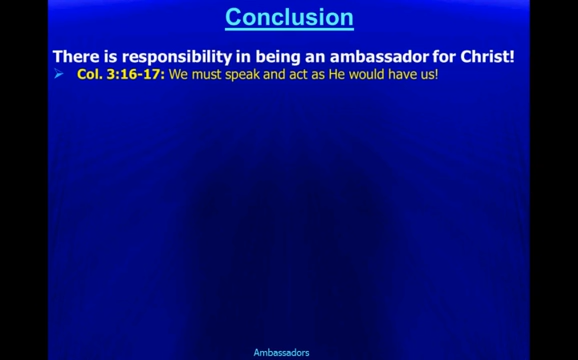 Conclusion
There is responsibility in being an ambassador for Christ!
Col. 3:16-17: We must speak and act as He would have us!
Ambassadors